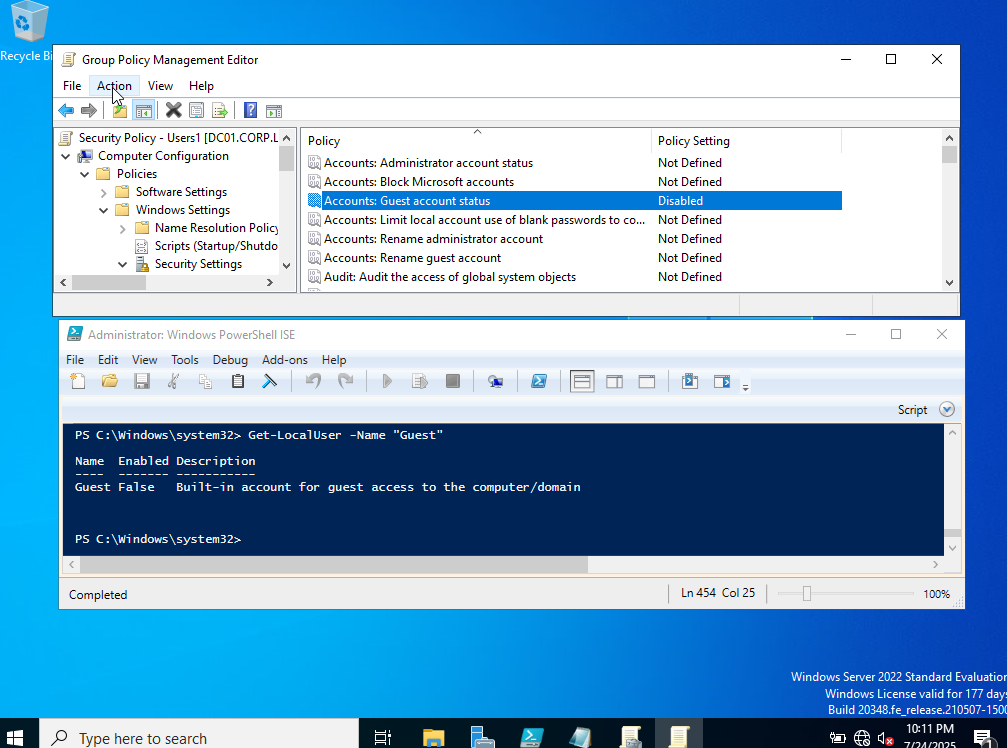 Recycle Bi
Group Policy Management Editor
File Action View Help
Security Policy - Users1 [DC01.CORP.L
Computer Configuration
Policies
Software Settings
Windows Settings
Name Resolution Policy
Scripts (Startup/Shutdo
Security Settings
Policy Policy Setting
Accounts: Administrator account status Not Defined
Accounts: Block Microsoft accounts Not Defined
Accounts: Guest account status Disabled
Accounts: Limit local account use of blank passwords to co... Not Defined
Accounts: Rename administrator account Not Defined
Accounts: Rename guest account Not Defined
Audit: Audit the access of global system objects Not Defined
Administrator: Windows PowerShell ISE
File Edit View Tools Debug Add-ons Help
Script
PS C:\Windows\system32> Get-LocalUser -Name "Guest"
Name Enabled Description
---- ------- -----------
Guest False Built-in account for guest access to the computer/domain
PS C:\Windows\system32>
Completed Ln 454 Col 25 100%
Windows Server 2022 Standard Evaluation
Windows License valid for 177 days
Build 20348.fe_release.210507-1500
Type here to search
10:11 PM
7/24/2025